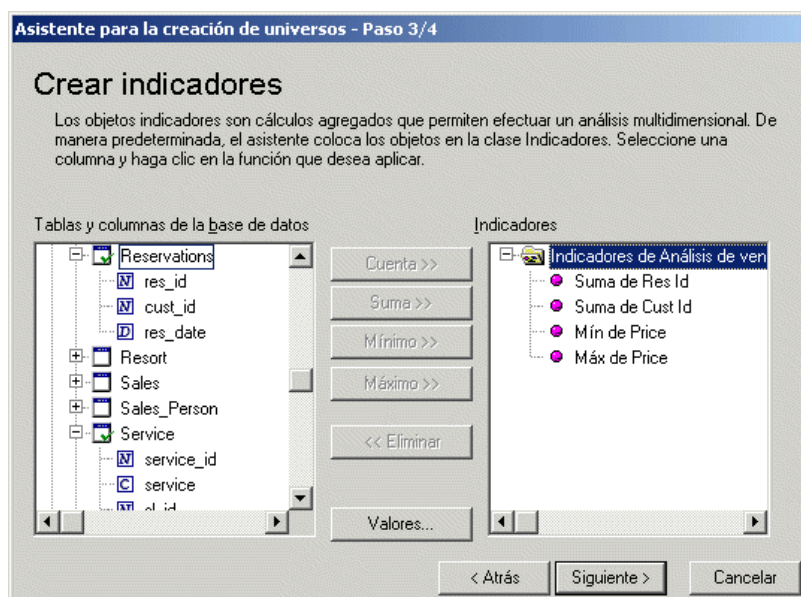 Asistente para la creación de universos - Paso 3/4
Crear indicadores
Los objetos indicadores son cálculos agregados que permiten efectuar un análisis multidimensional. De
manera predeterminada, el asistente coloca los objetos en la clase Indicadores. Seleccione una
columna y haga clic en la función que desea aplicar.
Tablas y columnas de la base de datos
Reservations
N res_id
N cust_id
D res_date
Resort
Sales
Sales_Person
Service
N service_id
C service
N sl_id
Cuenta >>
Suma >>
Mínimo >>
Máximo >>
<< Eliminar
Valores...
Indicadores
Indicadores de Análisis de ven
Suma de Res Id
Suma de Cust Id
Mín de Price
Máx de Price
< Atrás
Siguiente >
Cancelar